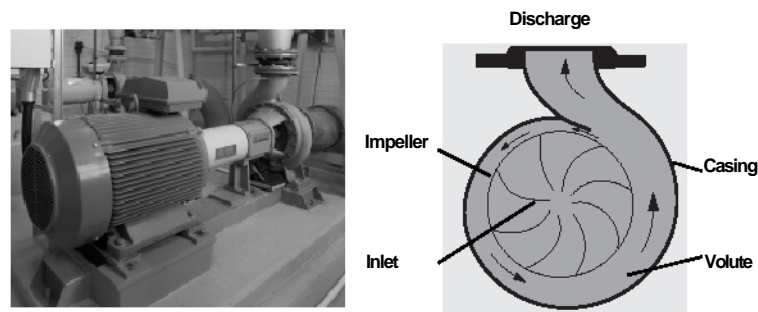 Discharge
Impeller
Casing
Inlet
Volute